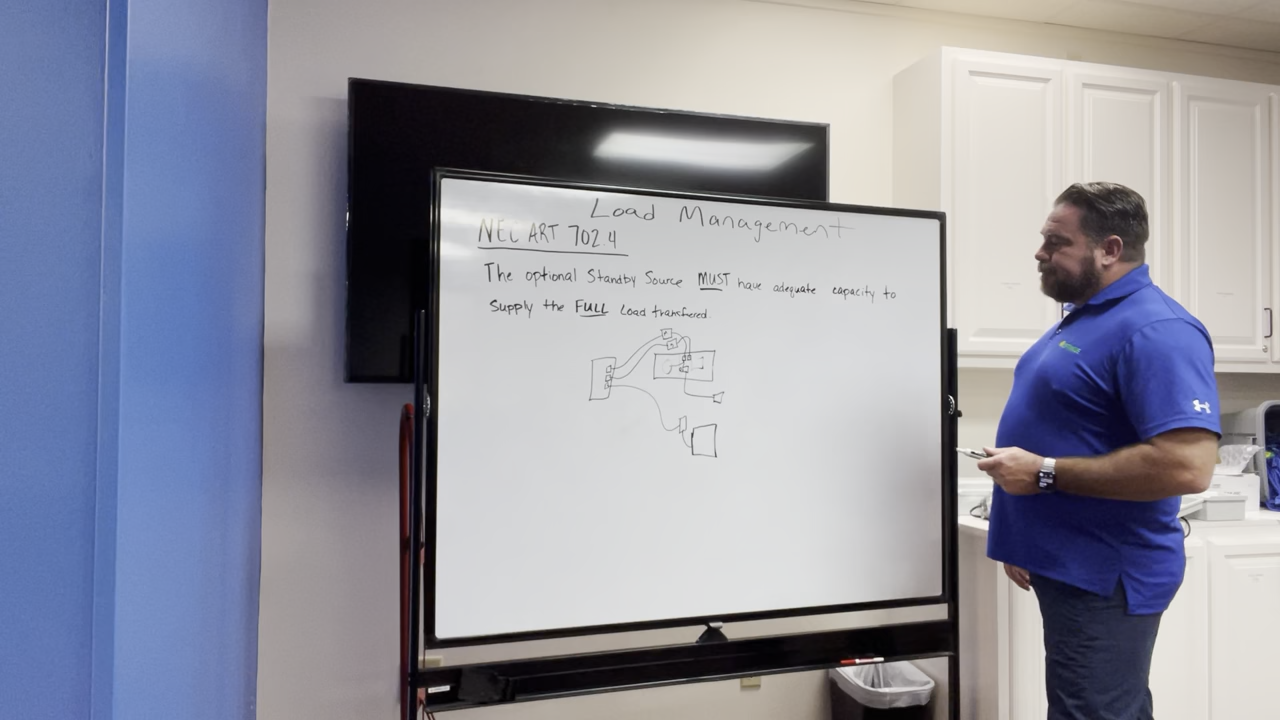 Load Management
NEC ART 702.4
The optional Standby Source MUST have adequate capacity to
Supply the FULL Load transfered.